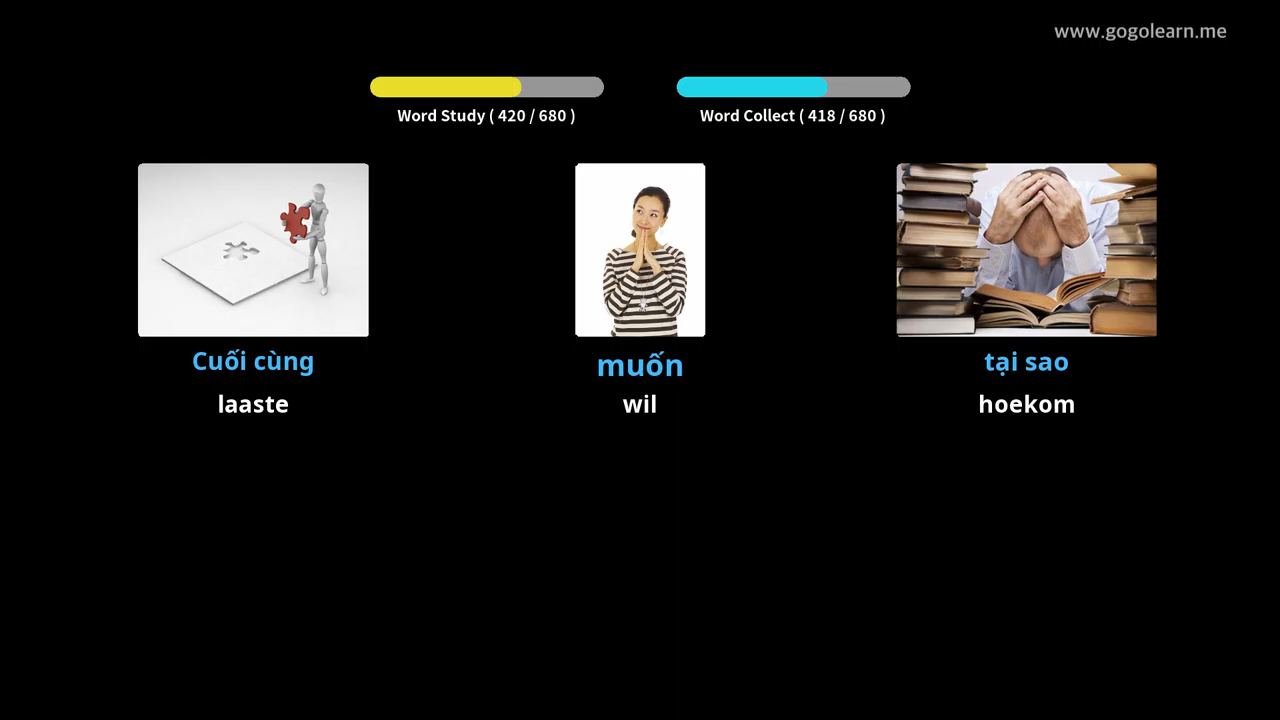 www.gogolearn.me
Word Study ( 420 / 680 )
Word Collect ( 418 / 680 )
Cuối cùng
muốn
tại sao
laaste
wil
hoekom